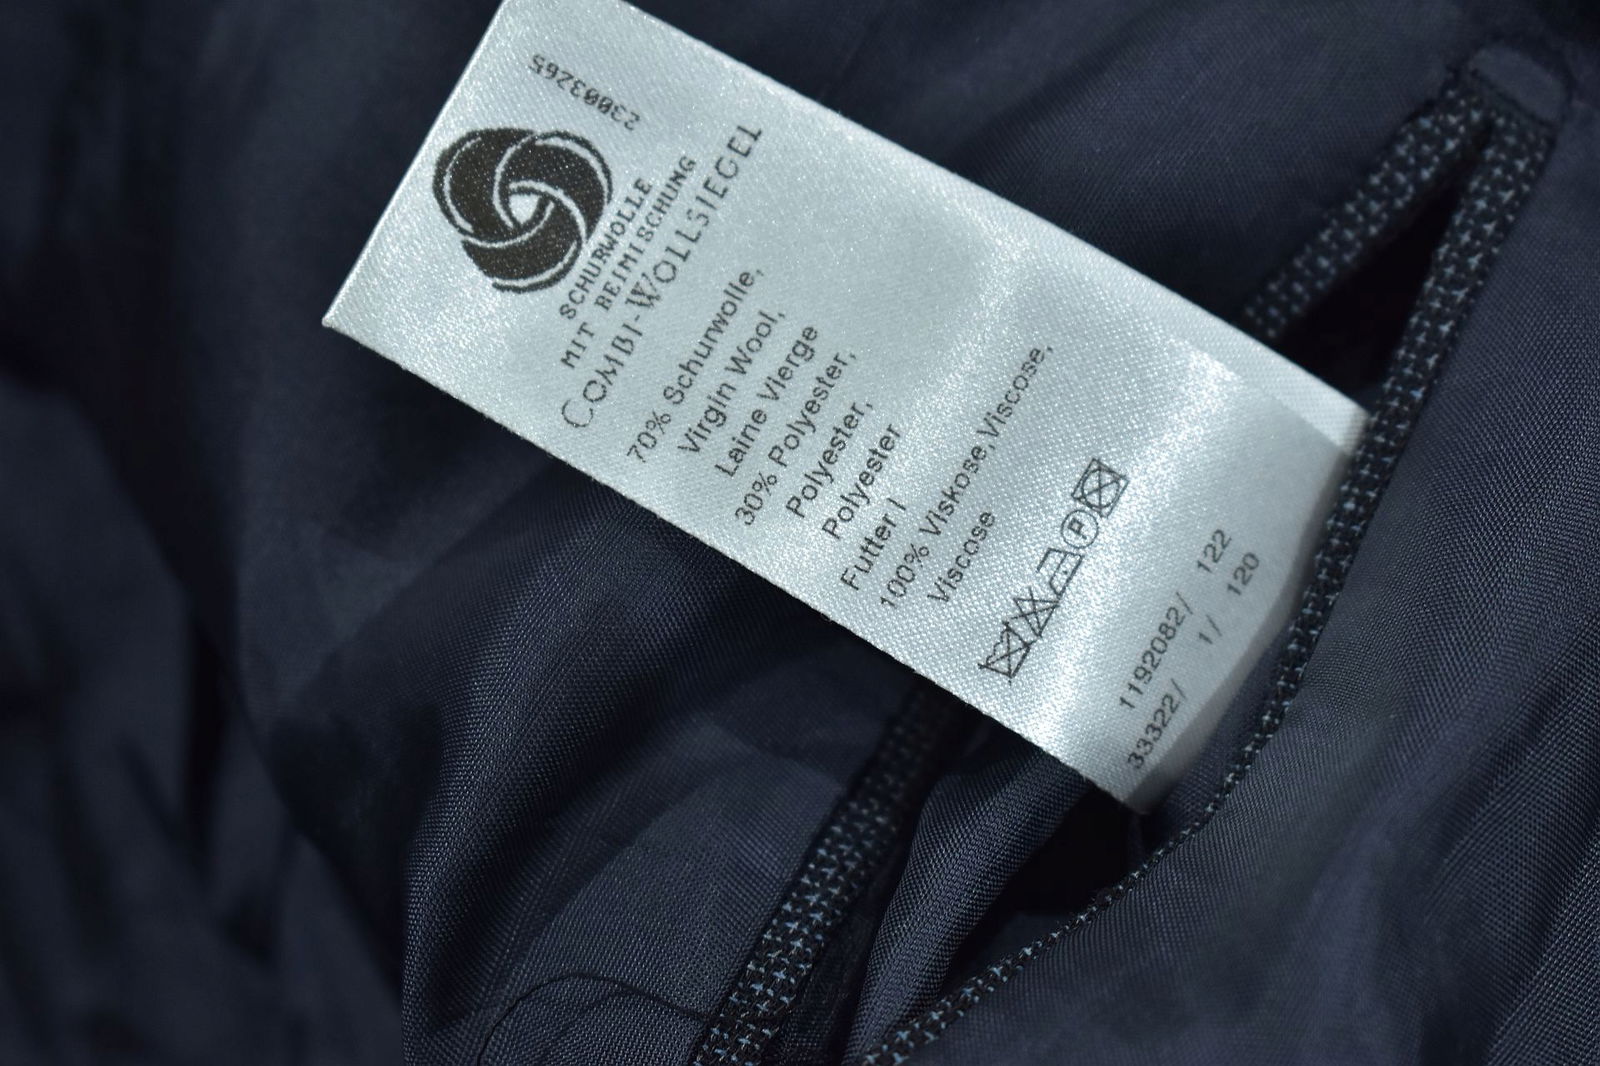 23003265
SCHURWOLLE
MIT BEIMISCHUNG
COMBI-WOLLSIEGEL
70% Schurwolle,
Virgin Wool,
Laine Vierge
30% Polyester,
Polyester,
Polyester
Futter |
100% Viskose,Viscose,
Viscose
P
1192082/ 122
33322/ 1/ 120